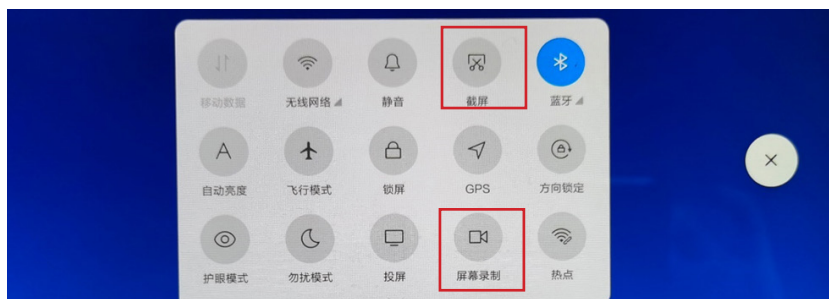 移动数据 无线网络 静音 截屏 蓝牙
自动亮度 飞行模式 锁屏 GPS 方向锁定
护眼模式 勿扰模式 投屏 屏幕录制 热点